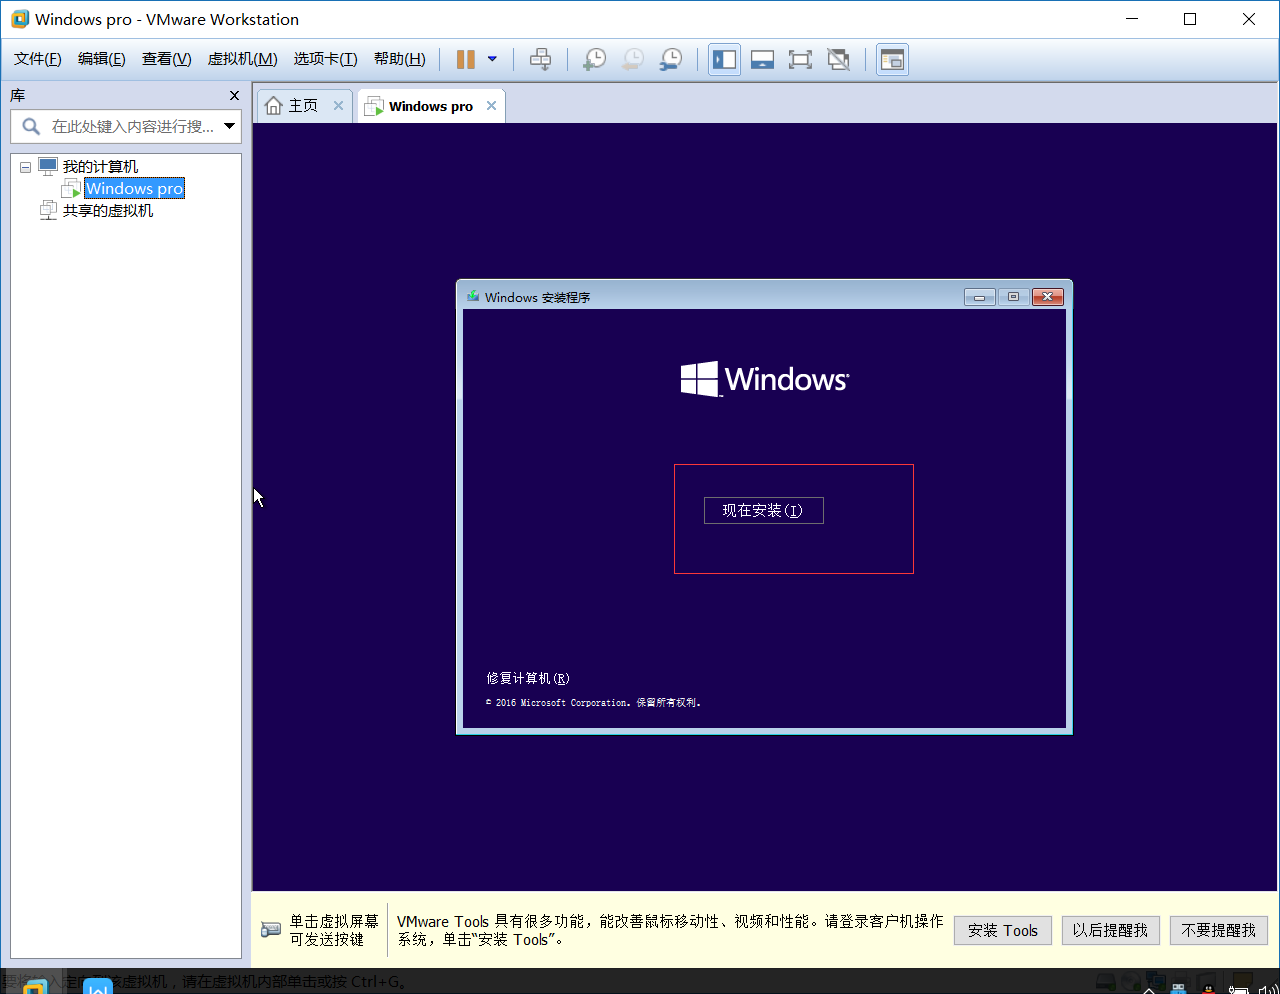 Windows pro - VMware Workstation
文件(F) 编辑(E) 查看(V) 虚拟机(M) 选项卡(T) 帮助(H)
库
在此处键入内容进行搜...
我的计算机
Windows pro
共享的虚拟机
主页 Windows pro
Windows 安装程序
Windows
现在安装(I)
修复计算机(R)
© 2016 Microsoft Corporation。保留所有权利。
单击虚拟屏幕
可发送按键
VMware Tools 具有很多功能，能改善鼠标移动性、视频和性能。请登录客户机操作
系统，单击“安装 Tools”。
安装 Tools 以后提醒我 不要提醒我
要将输入定向到该虚拟机，请在虚拟机内部单击或按 Ctrl+G。